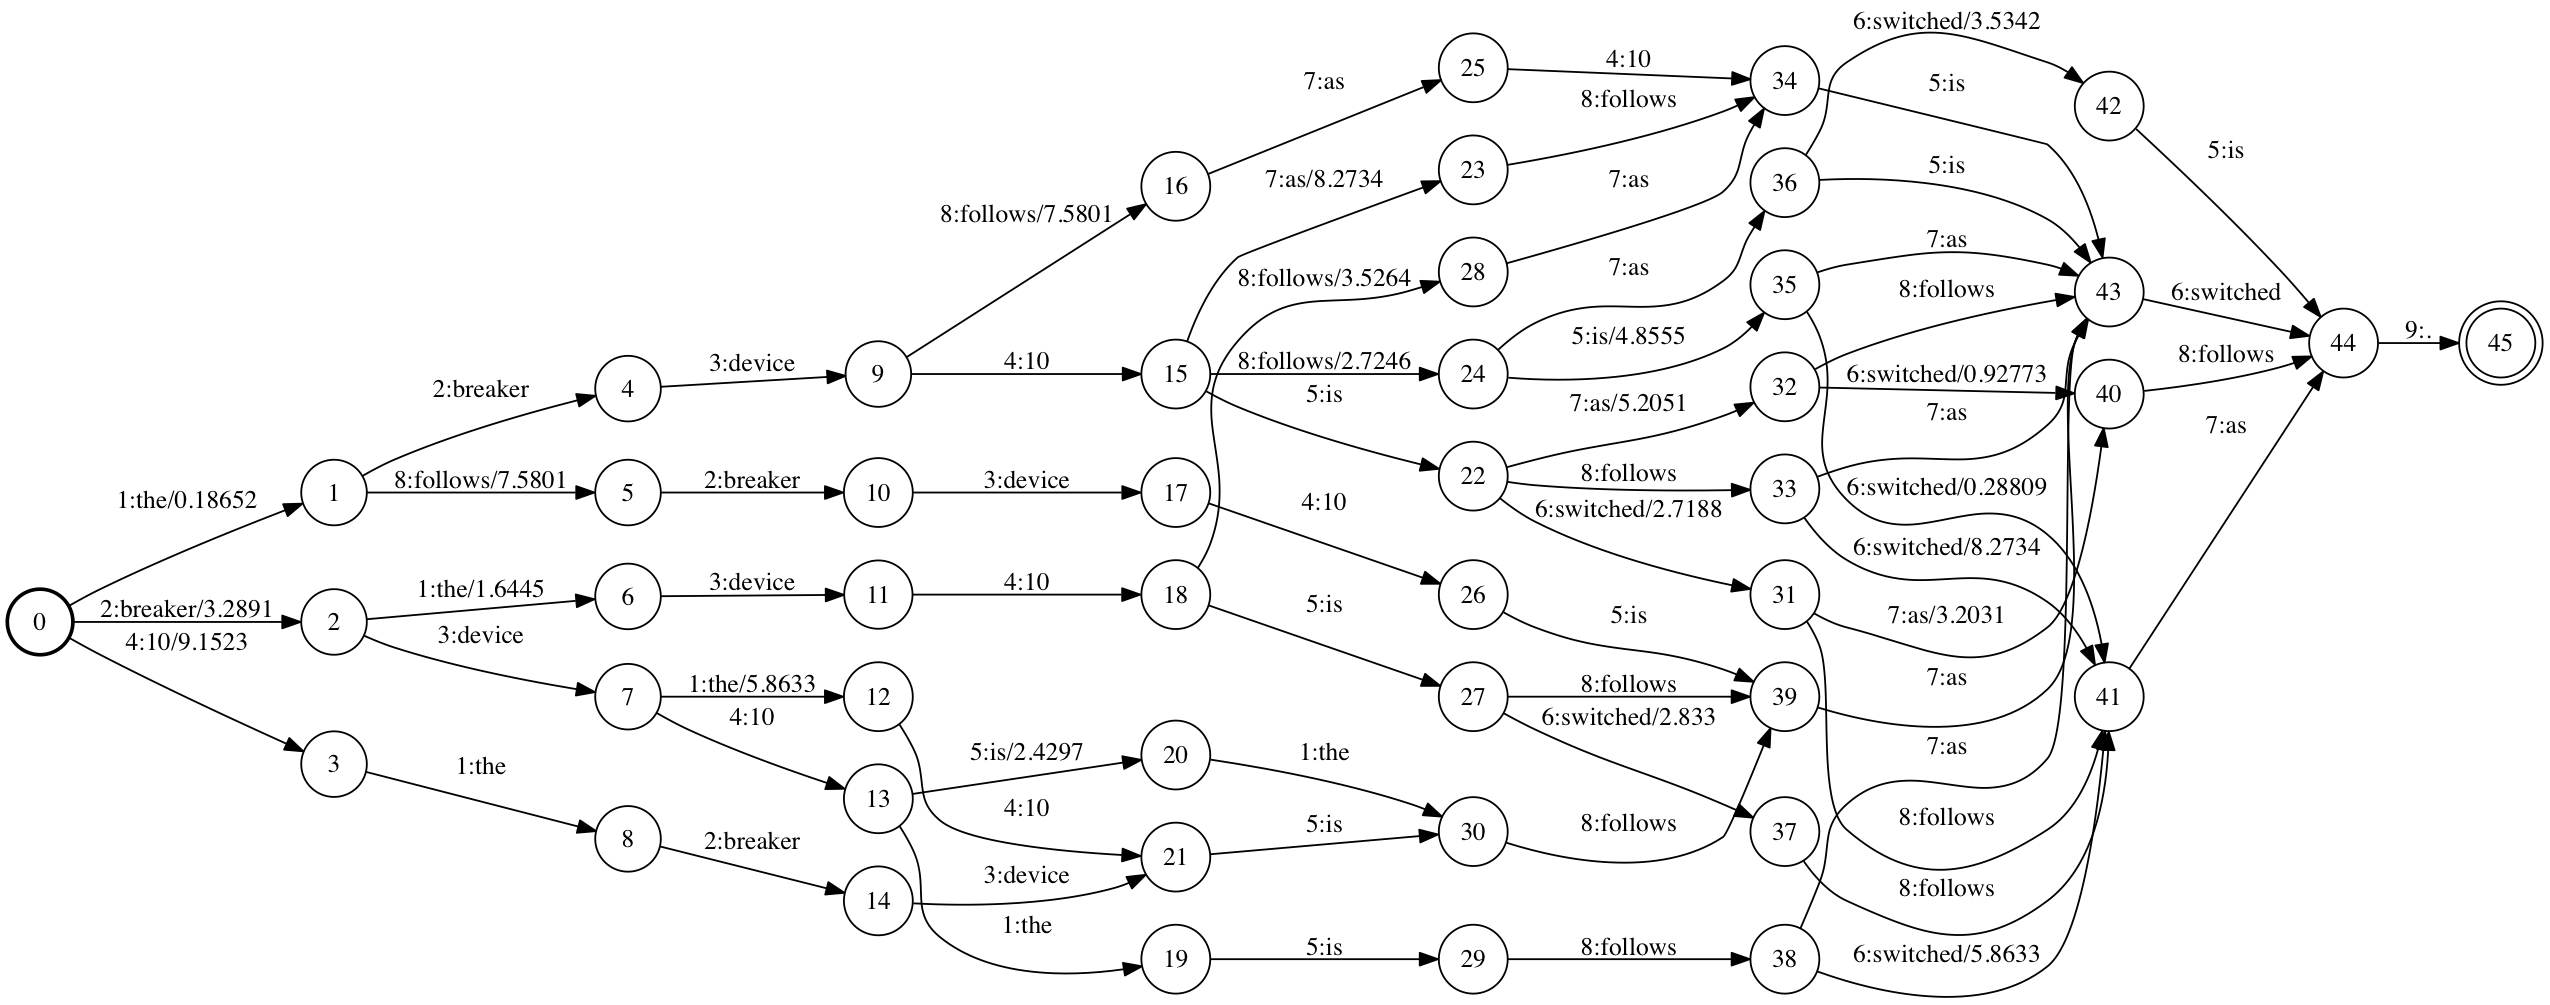 6:switched/3.5342
25
4:10
34
5:is
7:as
42
8:follows
5:is
16
7:as/8.2734
23
7:as
36
5:is
8:follows/7.5801
8:follows/3.5264
28
7:as
35
7:as
8:follows
43
6:switched
2:breaker
4
3:device
9
4:10
15
8:follows/2.7246
24
5:is/4.8555
32
6:switched/0.92773
40
8:follows
44
9:.
45
5:is
7:as/5.2051
7:as
7:as
1:the/0.18652
1
8:follows/7.5801
5
2:breaker
10
3:device
17
4:10
22
8:follows
33
6:switched/0.28809
6:switched/2.7188
6:switched/8.2734
0
2:breaker/3.2891
2
1:the/1.6445
6
3:device
11
4:10
18
5:is
26
5:is
31
7:as/3.2031
4:10/9.1523
3:device
7
1:the/5.8633
12
27
8:follows
39
7:as
41
4:10
6:switched/2.833
3
1:the
13
5:is/2.4297
20
1:the
7:as
8
2:breaker
4:10
21
5:is
30
8:follows
37
8:follows
14
3:device
8:follows
1:the
19
5:is
29
8:follows
38
6:switched/5.8633